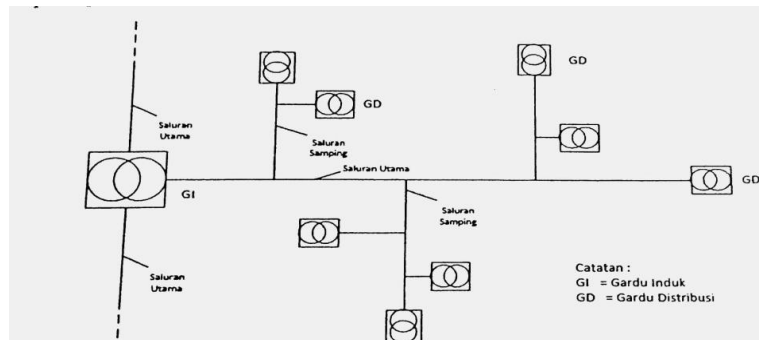 GD
GD
Saluran
Utama
Saluran
Samping
Saluran Utama
GI
GD
Saluran
Samping
Saluran
Utama
Catatan :
GI = Gardu Induk
GD = Gardu Distribusi